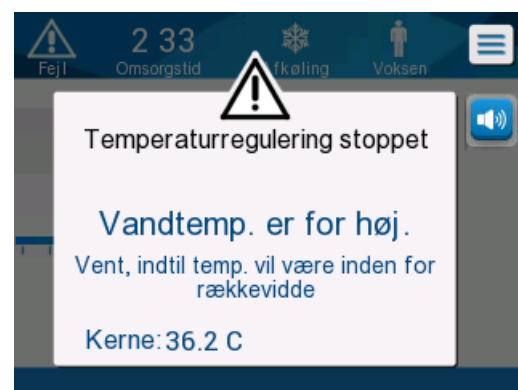 2 33
Fejl Omsorgstid fkøling Voksen
Temperaturregulering stoppet
Vandtemp. er for høj.
Vent, indtil temp. vil være inden for
rækkevidde
Kerne: 36.2 C